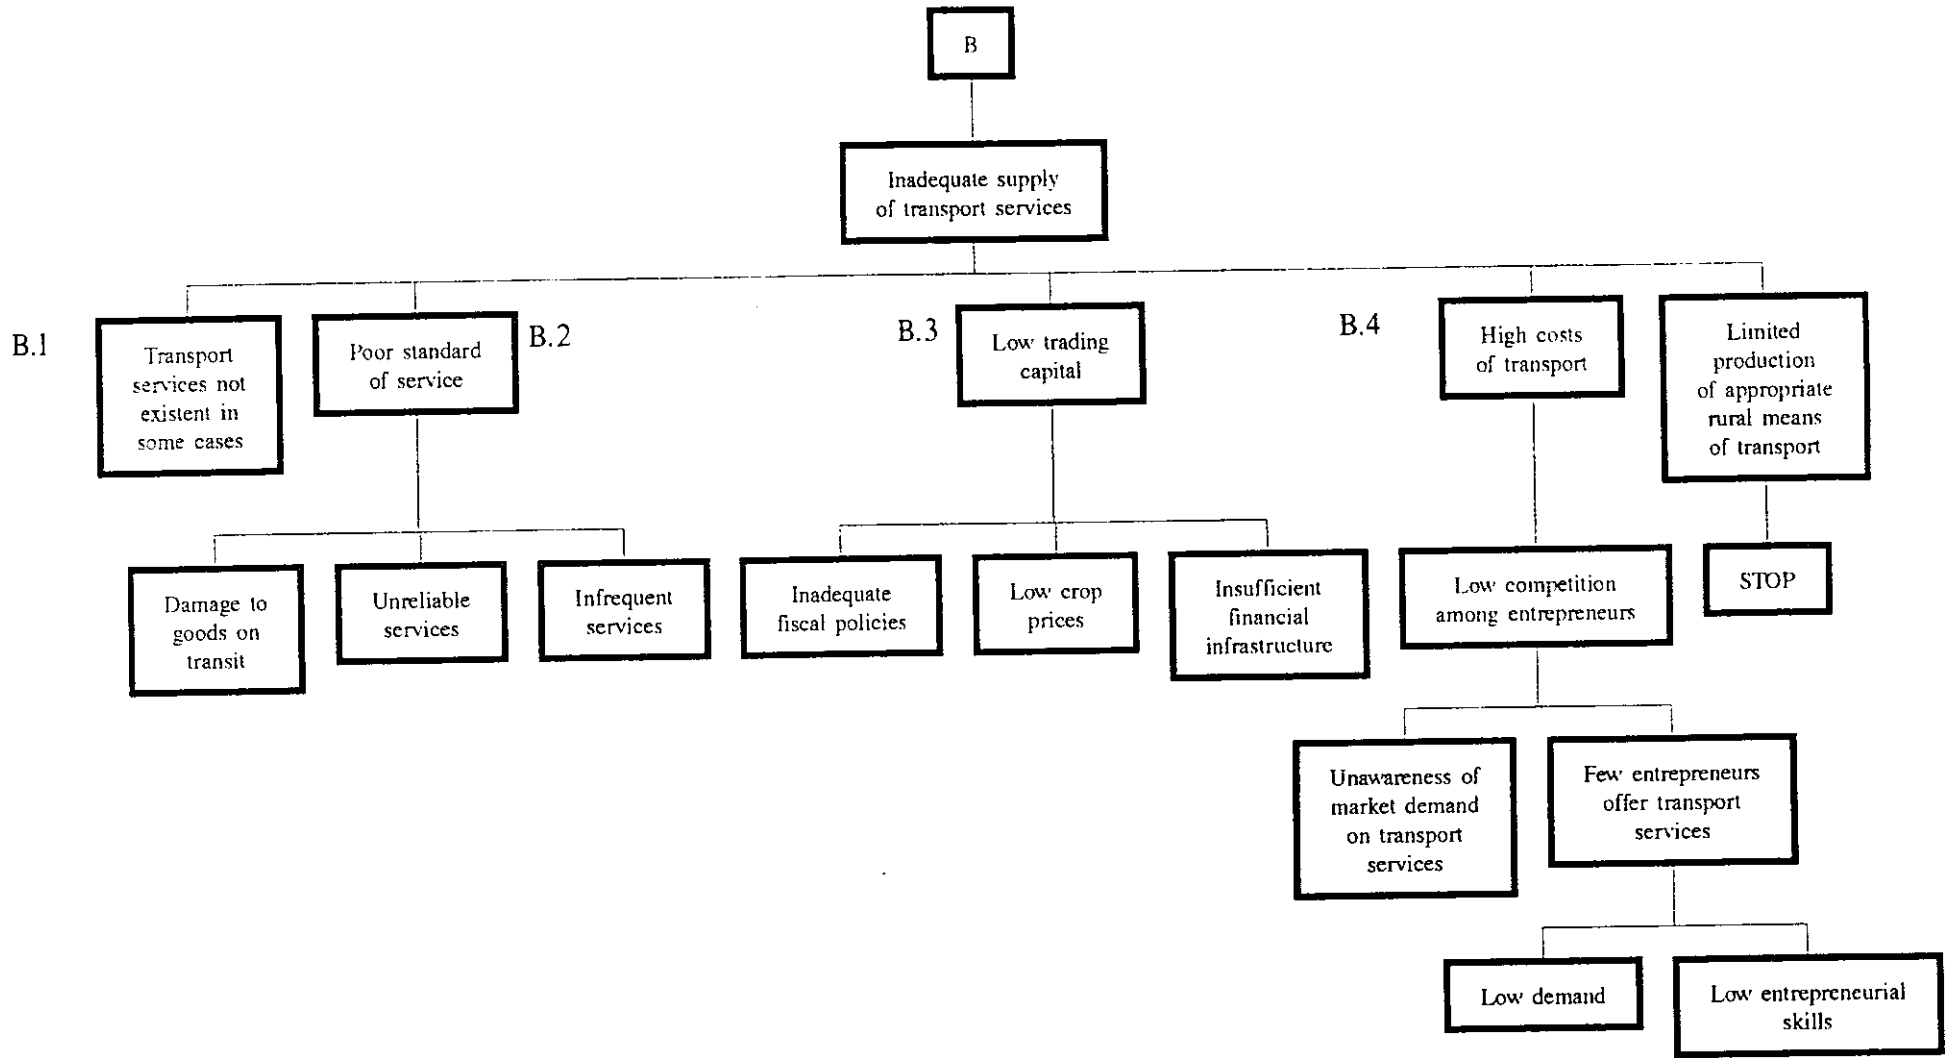 B
Inadequate supply
of transport services
B.1
Transport
services not
existent in
some cases
Poor standard
of service
B.2
B.3
Low trading
capital
B.4
High costs
of transport
Limited
production
of appropriate
rural means
of transport
Damage to
goods on
transit
Unreliable
services
Infrequent
services
Inadequate
fiscal policies
Low crop
prices
Insufficient
financial
infrastructure
Low competition
among entrepreneurs
STOP
Unawareness of
market demand
on transport
services
Few entrepreneurs
offer transport
services
Low demand
Low entrepreneurial
skills